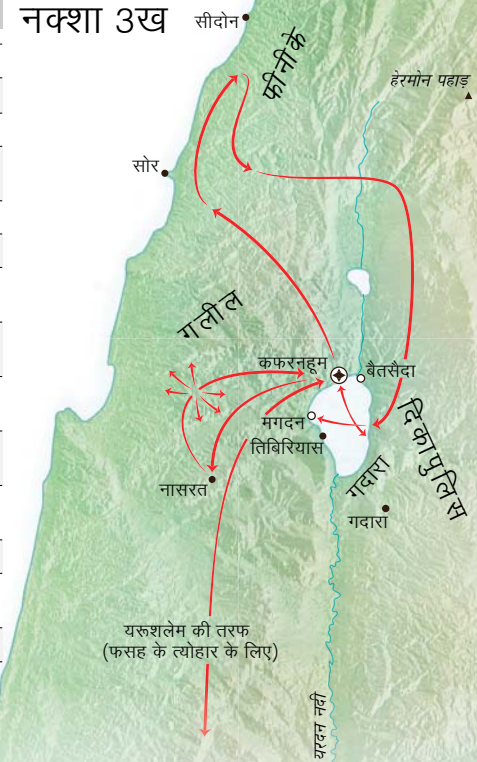 नक्शा 3ख
सीदोन
फीनीके
हेरमोन पहाड़
सोर
गलील
कफरनहूम
बैतसैदा
मगदन
तिबिरियास
दिकापुलिस
गदारा
नासरत
गदारा
यरूशलेम की तरफ
(फसह के त्योहार के लिए)
यरदन नदी